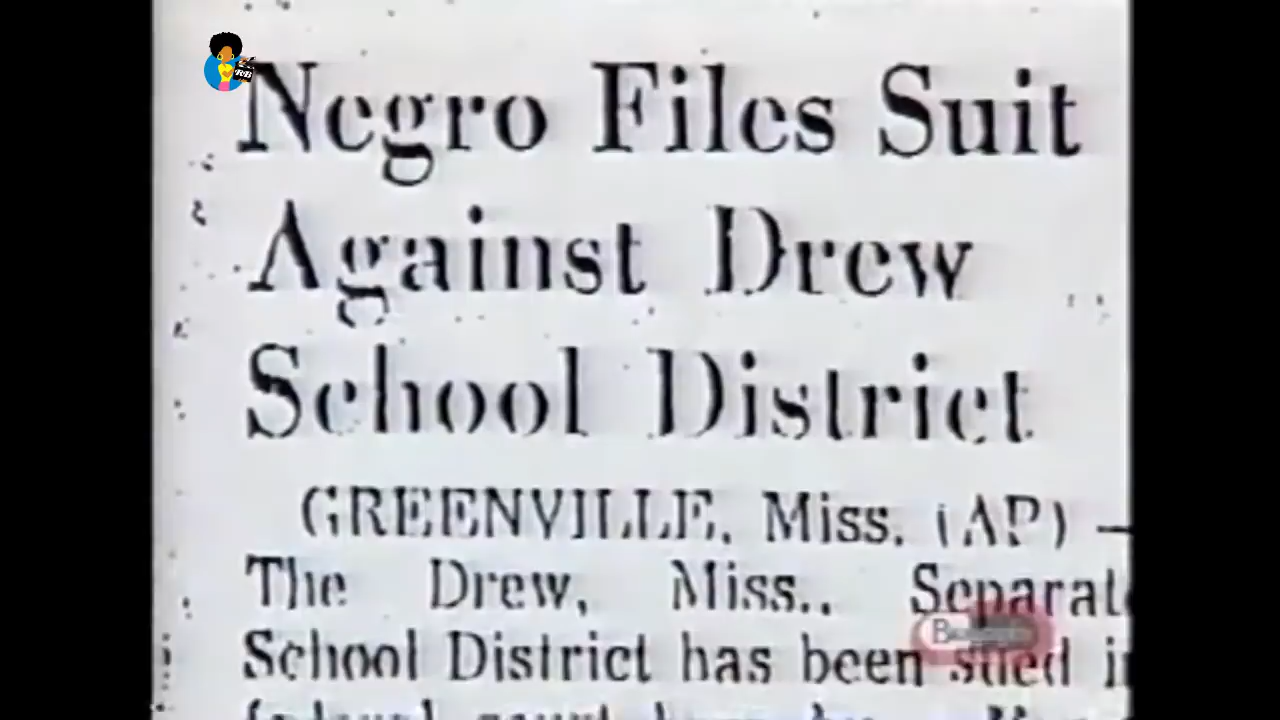 Negro Files Suit
Against Drew
School District
GREENVILLE, Miss. (AP) —
The Drew, Miss., Separat
School District has been sued i